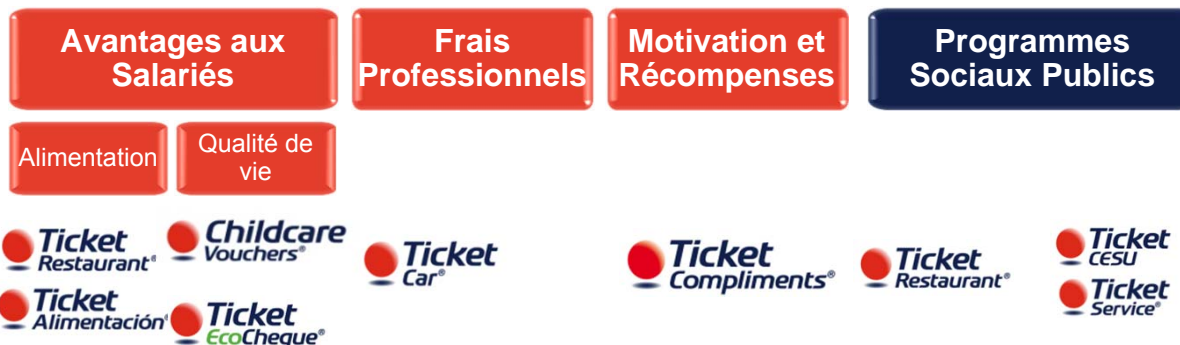 Avantages aux
Salariés
Frais
Professionnels
Motivation et
Récompenses
Programmes
Sociaux Publics
Alimentation
Qualité de
vie
Ticket
Restaurant®
Childcare
Vouchers®
Ticket
Car®
Ticket
Compliments®
Ticket
Restaurant®
Ticket
CESU
Ticket
Alimentación®
Ticket
EcoCheque®
Ticket
Service®